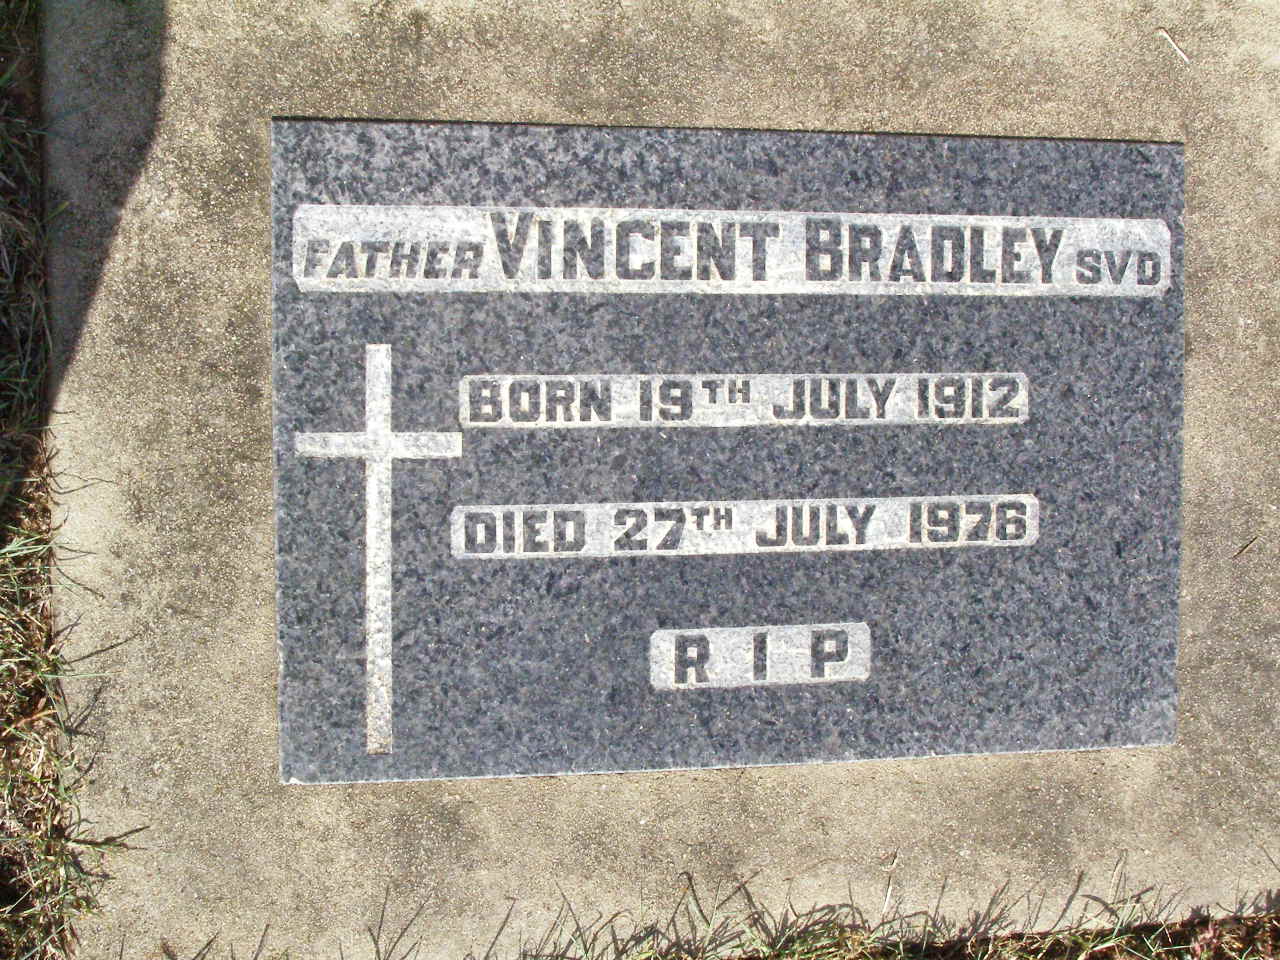 FATHER VINCENT BRADLEY SVD
BORN 19TH JULY 1912
DIED 27TH JULY 1976
R I P